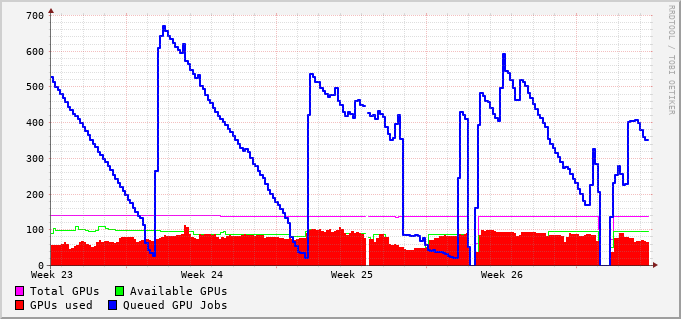 700
600
500
400
300
200
100
0
Week 23 Week 24 Week 25 Week 26
Total GPUs Available GPUs
GPUs used Queued GPU Jobs
RRDTOOL / TOBI OETIKER